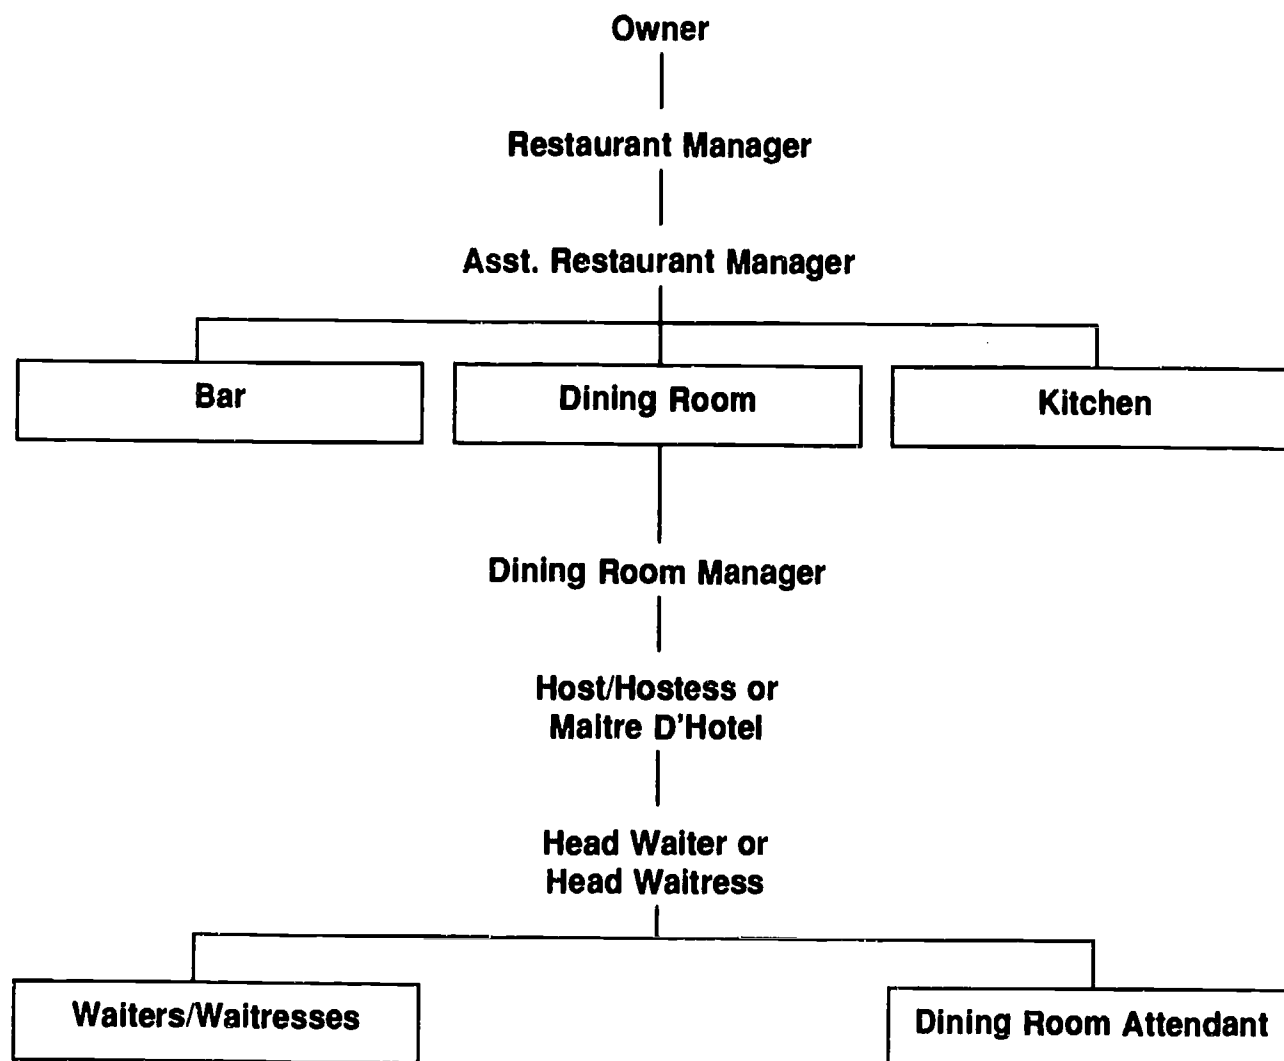 Owner
Restaurant Manager
Asst. Restaurant Manager
Bar
Dining Room
Kitchen
Dining Room Manager
Host/Hostess or
Maitre D'Hotel
Head Waiter or
Head Waitress
Waiters/Waitresses
Dining Room Attendant